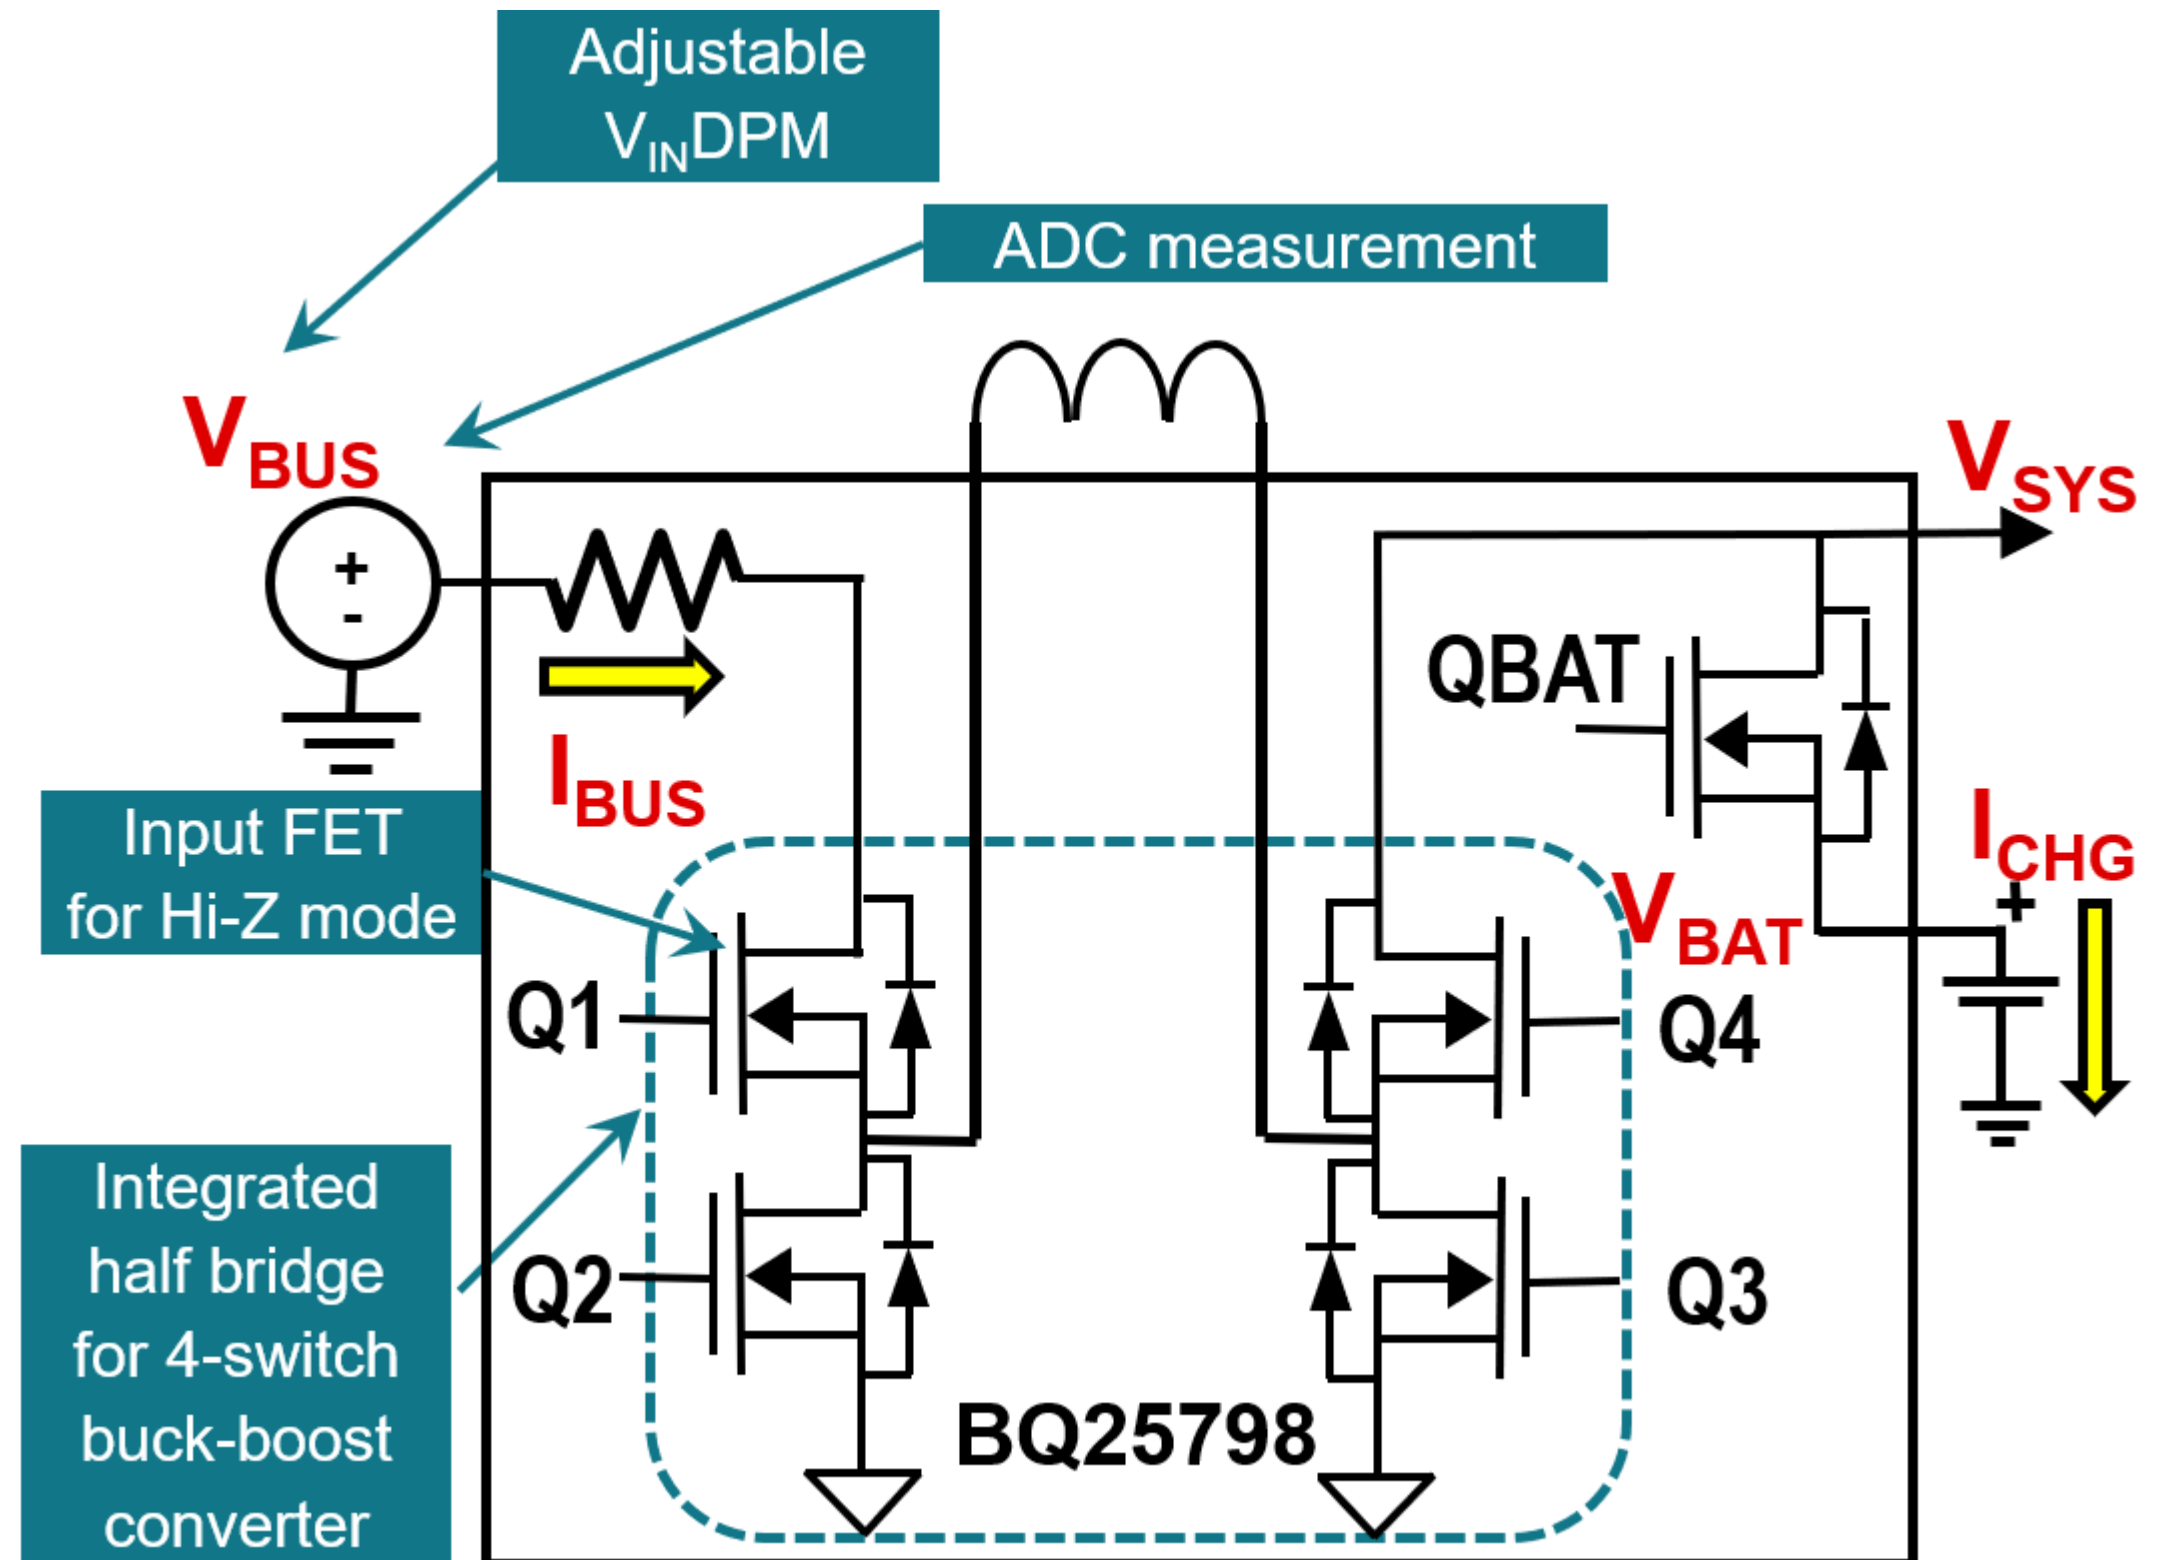 Adjustable
VINDPM
ADC measurement
VBUS
VSYS
+
-
QBAT
IBUS
Input FET
for Hi-Z mode
ICHG
+
VBAT
Q1
Q4
Integrated
half bridge
for 4-switch
buck-boost
converter
Q2
Q3
BQ25798